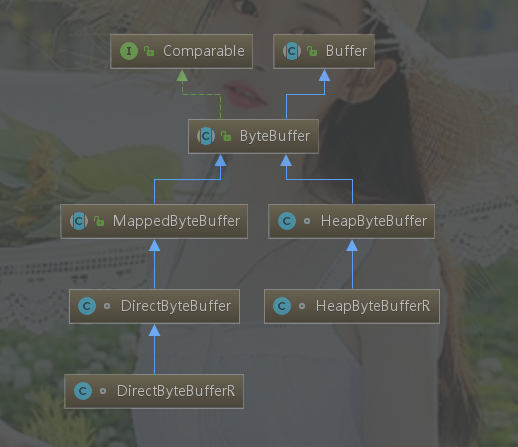 I Comparable
C Buffer
C ByteBuffer
C MappedByteBuffer
C HeapByteBuffer
C DirectByteBuffer
C HeapByteBufferR
C DirectByteBufferR